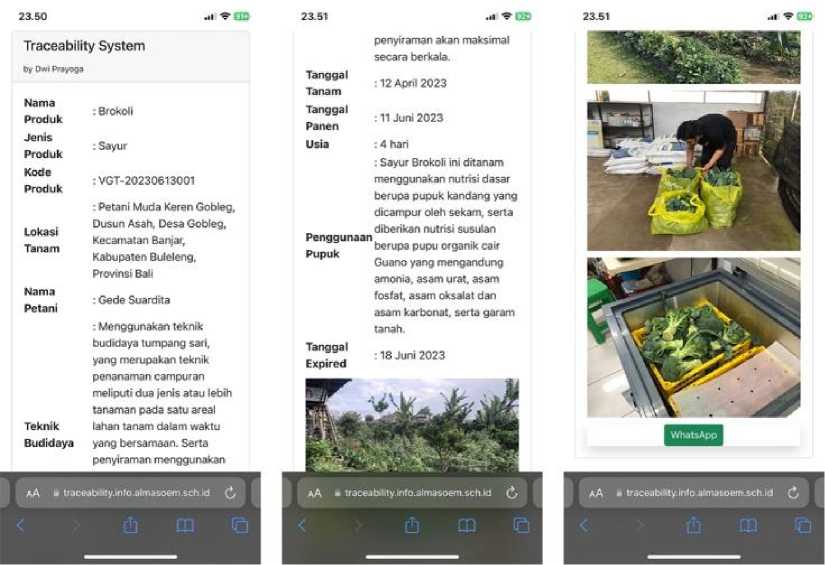 23.50
91
Traceability System
by Dwi Prayoga
Nama Produk : Brokoli
Jenis Produk : Sayur
Kode Produk : VGT-20230613001
Lokasi Tanam : Petani Muda Keren Gobleg,
Dusun Asah, Desa Gobleg,
Kecamatan Banjar,
Kabupaten Buleleng,
Provinsi Bali
Nama Petani : Gede Suardita
Teknik Budidaya : Menggunakan teknik
budidaya tumpang sari,
yang merupakan teknik
penanaman campuran
meliputi dua jenis atau lebih
tanaman pada satu areal
lahan tanam dalam waktu
yang bersamaan. Serta
penyiraman menggunakan
AA traceability.info.almasoem.sch.id
23.51
92
penyiraman akan maksimal
secara berkala.
Tanggal Tanam : 12 April 2023
Tanggal Panen : 11 Juni 2023
Usia : 4 hari
Penggunaan Pupuk : Sayur Brokoli ini ditanam
menggunakan nutrisi dasar
berupa pupuk kandang yang
dicampur oleh sekam, serta
diberikan nutrisi susulan
berupa pupu organik cair
Guano yang mengandung
amonia, asam urat, asam
fosfat, asam oksalat dan
asam karbonat, serta garam
tanah.
Tanggal Expired : 18 Juni 2023
AA traceability.info.almasoem.sch.id
23.51
WhatsApp
AA traceability.info.almasoem.sch.id